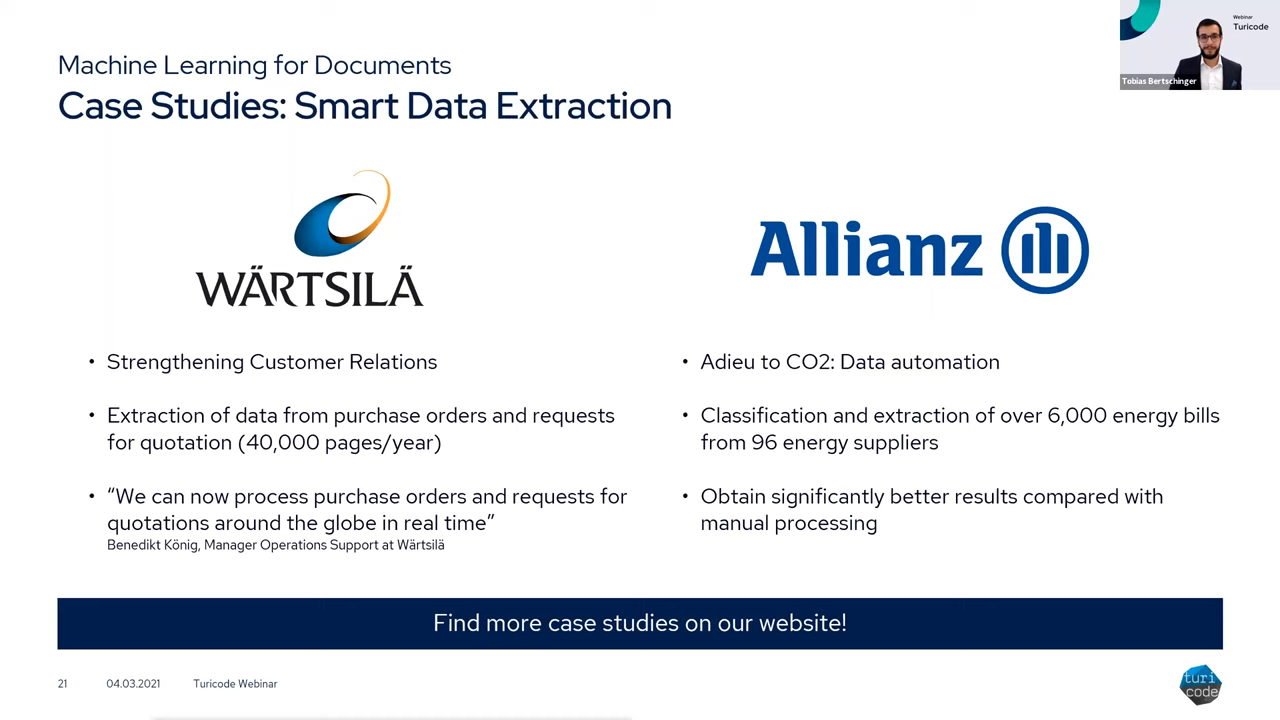 Machine Learning for Documents
Case Studies: Smart Data Extraction
Webinar
Turicode
Tobias Bertschinger
WÄRTSILÄ
• Strengthening Customer Relations
• Extraction of data from purchase orders and requests
for quotation (40,000 pages/year)
• “We can now process purchase orders and requests for
quotations around the globe in real time”
Benedikt König, Manager Operations Support at Wärtsilä
Allianz
• Adieu to CO2: Data automation
• Classification and extraction of over 6,000 energy bills
from 96 energy suppliers
• Obtain significantly better results compared with
manual processing
Find more case studies on our website!
21 04.03.2021 Turicode Webinar
turi
code